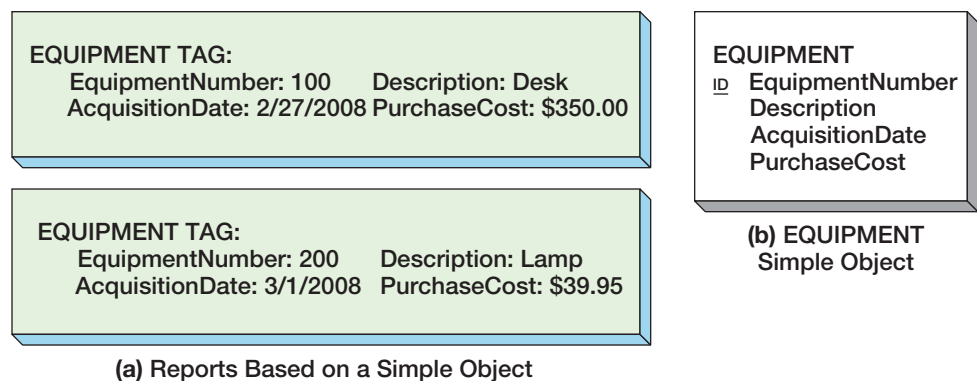 EQUIPMENT TAG:
EquipmentNumber: 100 Description: Desk
AcquisitionDate: 2/27/2008 PurchaseCost: $350.00
EQUIPMENT TAG:
EquipmentNumber: 200 Description: Lamp
AcquisitionDate: 3/1/2008 PurchaseCost: $39.95
(a) Reports Based on a Simple Object
EQUIPMENT
ID EquipmentNumber
Description
AcquisitionDate
PurchaseCost
(b) EQUIPMENT
Simple Object